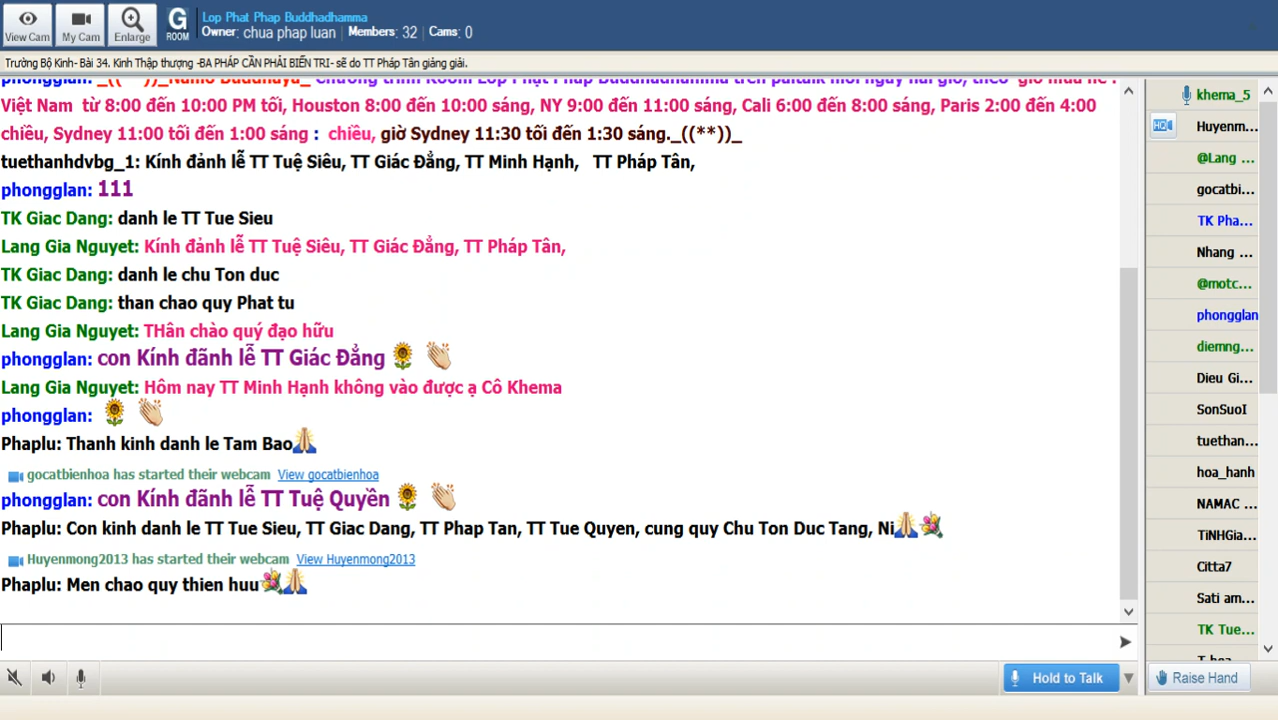 View Cam
My Cam
Enlarge
G
ROOM
Lop Phat Phap Buddhadhamma
Owner: chua phap luan | Members: 32 | Cams: 0
Trường Bộ Kinh- Bài 34. Kinh Thập thượng -BA PHÁP CẦN PHẢI BIẾN TRI- sẽ do TT Pháp Tân giảng giải.
Việt Nam từ 8:00 đến 10:00 PM tối, Houston 8:00 đến 10:00 sáng, NY 9:00 đến 11:00 sáng, Cali 6:00 đến 8:00 sáng, Paris 2:00 đến 4:00
chiều, Sydney 11:00 tối đến 1:00 sáng : chiều, giờ Sydney 11:30 tối đến 1:30 sáng._((**))_
tuethanhdvbg_1: Kính đảnh lễ TT Tuệ Siêu, TT Giác Đẳng, TT Minh Hạnh, TT Pháp Tân,
phongglan: 111
TK Giac Dang: danh le TT Tue Sieu
Lang Gia Nguyet: Kính đảnh lễ TT Tuệ Siêu, TT Giác Đẳng, TT Pháp Tân,
TK Giac Dang: danh le chu Ton duc
TK Giac Dang: than chao quy Phat tu
Lang Gia Nguyet: THân chào quý đạo hữu
phongglan: con Kính đãnh lễ TT Giác Đẳng
Lang Gia Nguyet: Hôm nay TT Minh Hạnh không vào được ạ Cô Khema
phongglan:
Phaplu: Thanh kinh danh le Tam Bao
gocatbienhoa has started their webcam View gocatbienhoa
phongglan: con Kính đãnh lễ TT Tuệ Quyền
Phaplu: Con kinh danh le TT Tue Sieu, TT Giac Dang, TT Phap Tan, TT Tue Quyen, cung quy Chu Ton Duc Tang, Ni
Huyenmong2013 has started their webcam View Huyenmong2013
Phaplu: Men chao quy thien huu
khema_5
HD Huyenm...
@Lang ...
gocatbi...
TK Pha...
Nhang ...
@motc...
phongglan
diemng...
Dieu Gi...
SonSuoI
tuethan...
hoa_hanh
NAMAC ...
TiNHGia...
Citta7
Sati am...
TK Tue...
Hold to Talk
Raise Hand